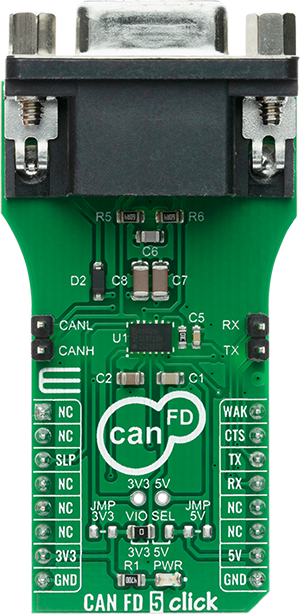 R5 R6
C6
D2 C8 C7
U1 C5
CANL RX
CANH TX
C2 C1
can FD
NC WAK
NC CTS
SLP TX
NC RX
3V3 5V
NC NC
JMP 3V3 VIO SEL JMP 5V
NC NC
0
3V3 5V
3V3 5V
R1 PWR
GND GND
CAN FD 5 click